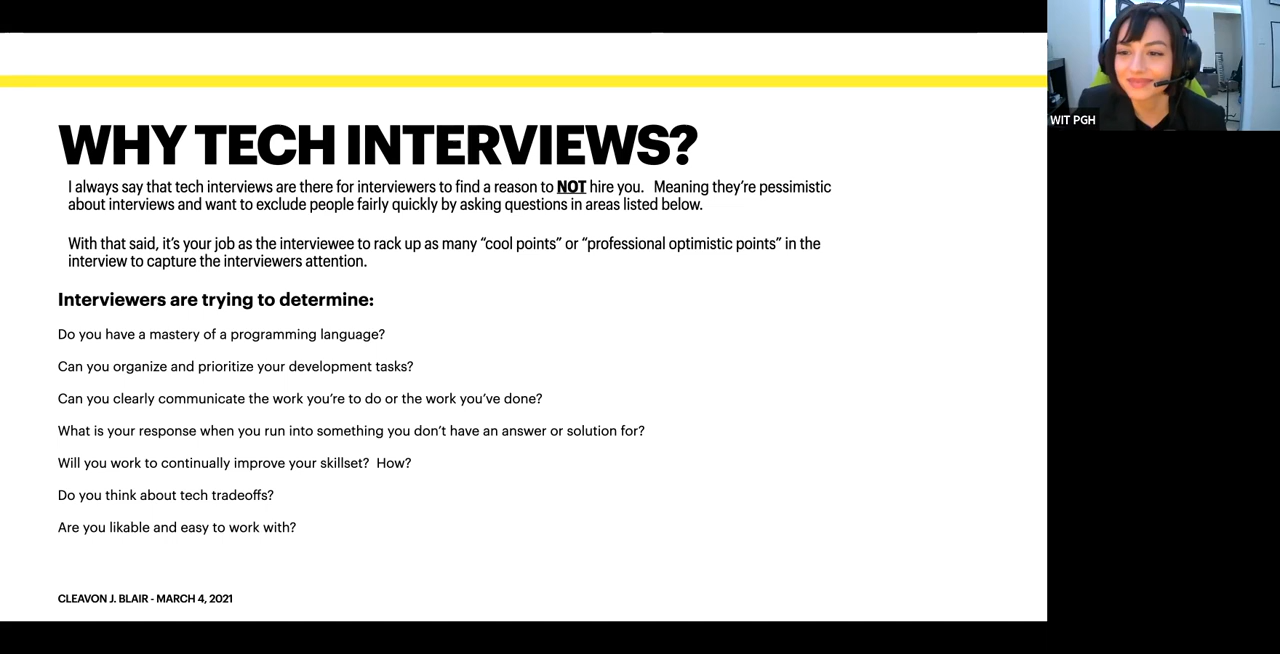 WHY TECH INTERVIEWS?
I always say that tech interviews are there for interviewers to find a reason to NOT hire you.   Meaning they’re pessimistic
about interviews and want to exclude people fairly quickly by asking questions in areas listed below.
With that said, it’s your job as the interviewee to rack up as many “cool points” or “professional optimistic points” in the
interview to capture the interviewers attention.
Interviewers are trying to determine:
Do you have a mastery of a programming language?
Can you organize and prioritize your development tasks?
Can you clearly communicate the work you’re to do or the work you’ve done?
What is your response when you run into something you don’t have an answer or solution for?
Will you work to continually improve your skillset?  How?
Do you think about tech tradeoffs?
Are you likable and easy to work with?
CLEAVON J. BLAIR - MARCH 4, 2021
WIT PGH